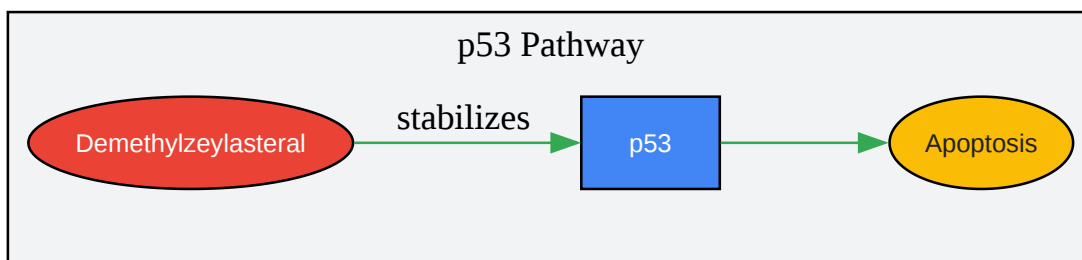 p53 Pathway
stabilizes
Demethylzeylasteral
p53
Apoptosis